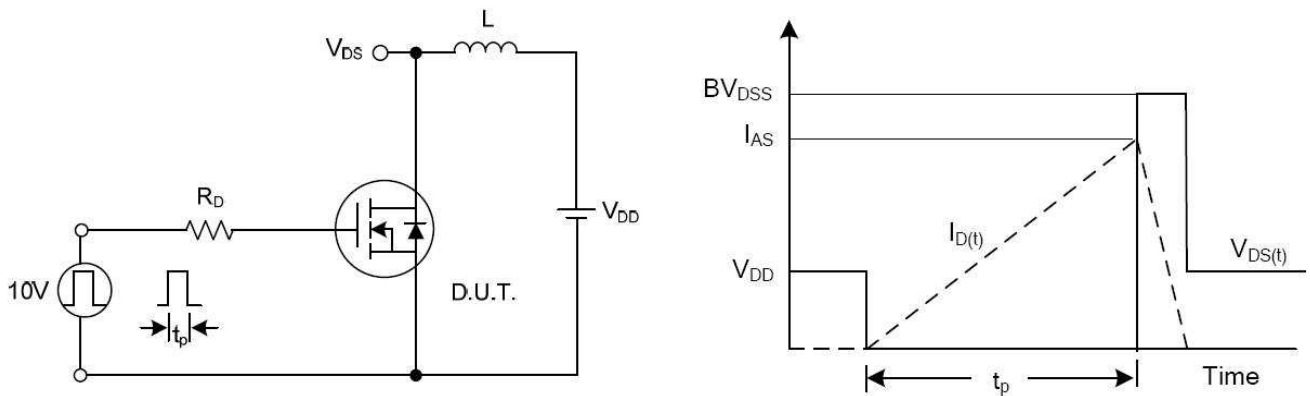 L
V_DS
R_D
V_DD
10V
t_p
D.U.T.
BV_DSS
I_AS
I_D(t)
V_DD
V_DS(t)
t_p
Time